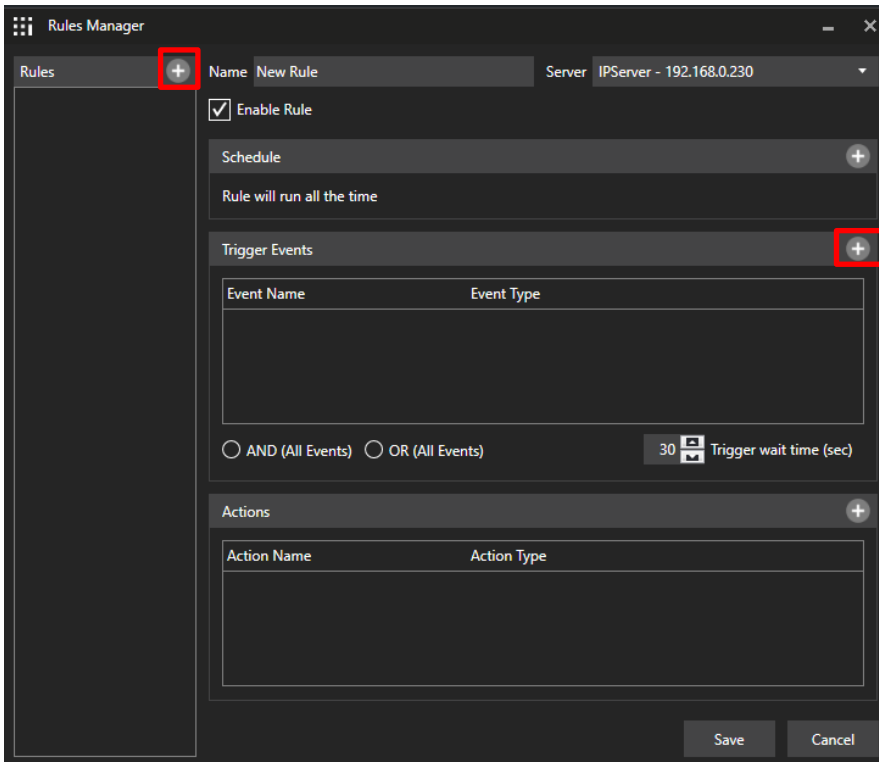 Rules Manager
Rules
Name New Rule Server IPServer - 192.168.0.230
Enable Rule
Schedule
Rule will run all the time
Trigger Events
Event Name Event Type
AND (All Events) OR (All Events) 30 Trigger wait time (sec)
Actions
Action Name Action Type
Save Cancel